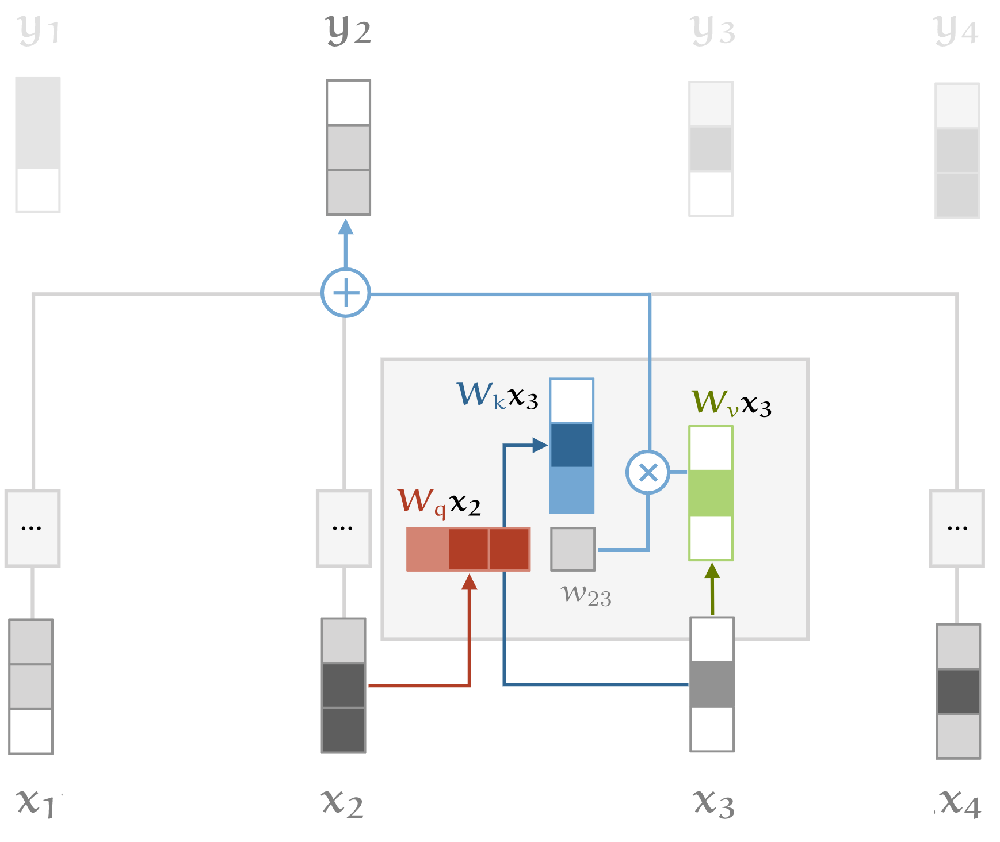 y1 y2 y3 y4
Wkx3
Wvx3
Wqx2
... ... ...
w23
x1 x2 x3 x4